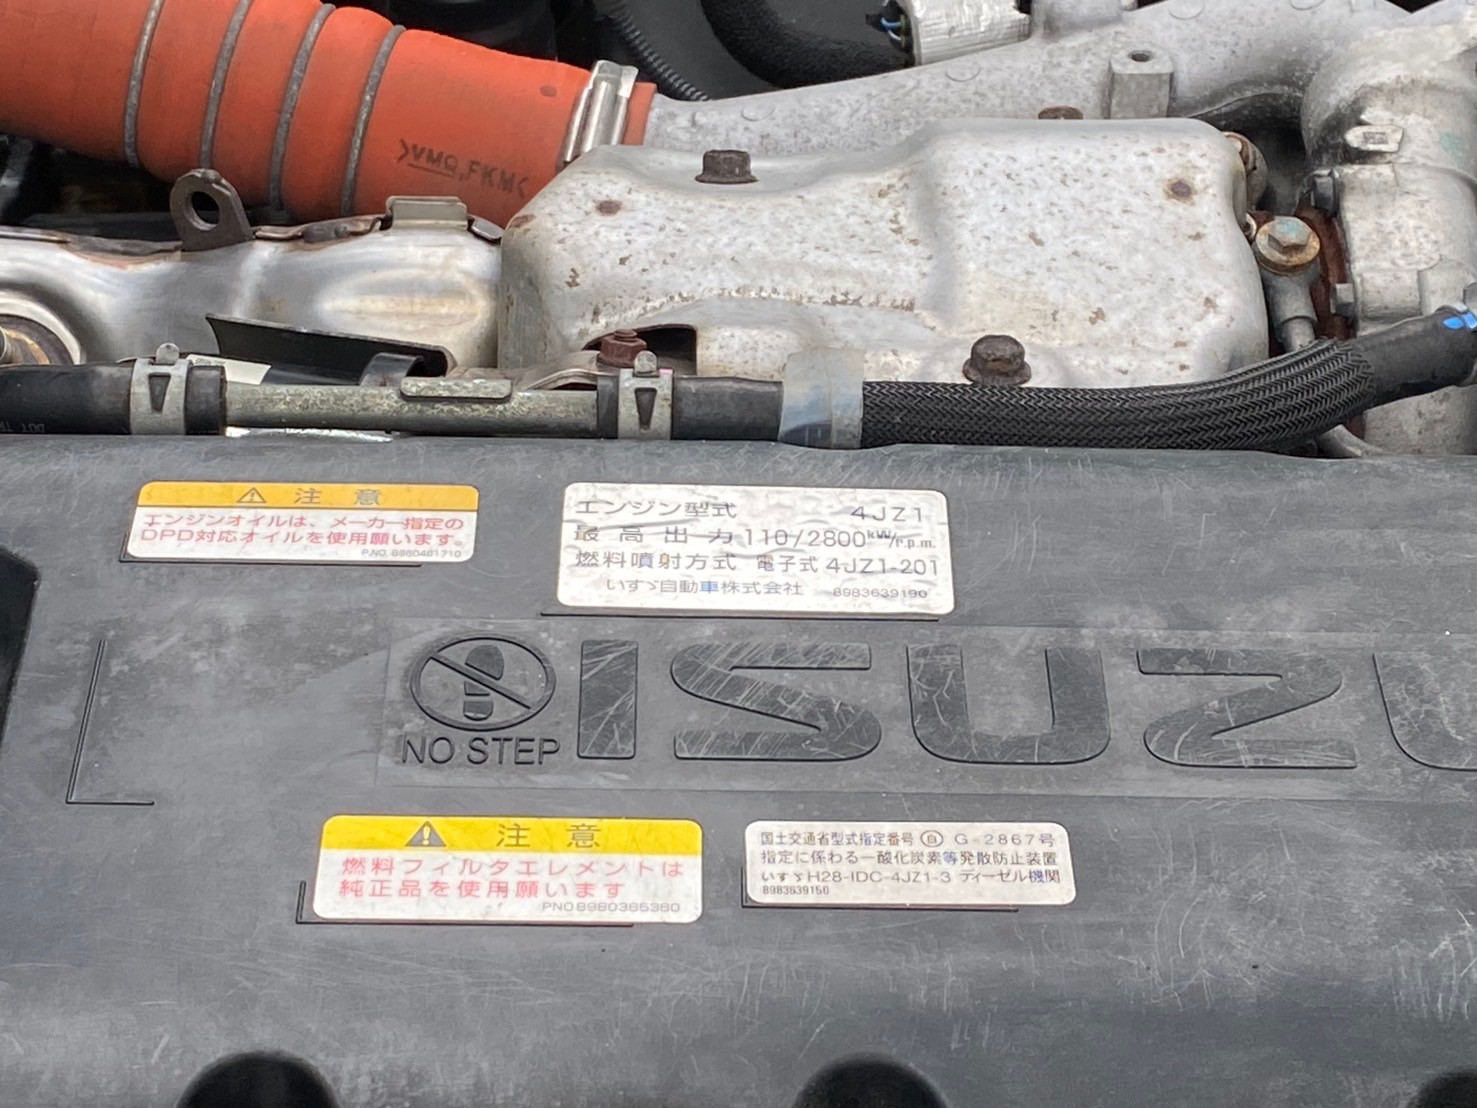 >VMQ,FKM<
⚠ 注意
エンジンオイルは、メーカー指定の
DPD対応オイルを使用願います。
P.NO. 8980461710
エンジン型式 4JZ1
最高出力 110/2800kW/r.p.m.
燃料噴射方式 電子式 4JZ1-201
いすゞ自動車株式会社 8983639190
NO STEP
ISUZU
⚠ 注意
燃料フィルタエレメントは
純正品を使用願います
PNO 8980365380
国土交通省型式指定番号 自 G-2867号
指定に係わる一酸化炭素等発散防止装置
いすゞH28-IDC-4JZ1-3 ディーゼル機関
8983639150